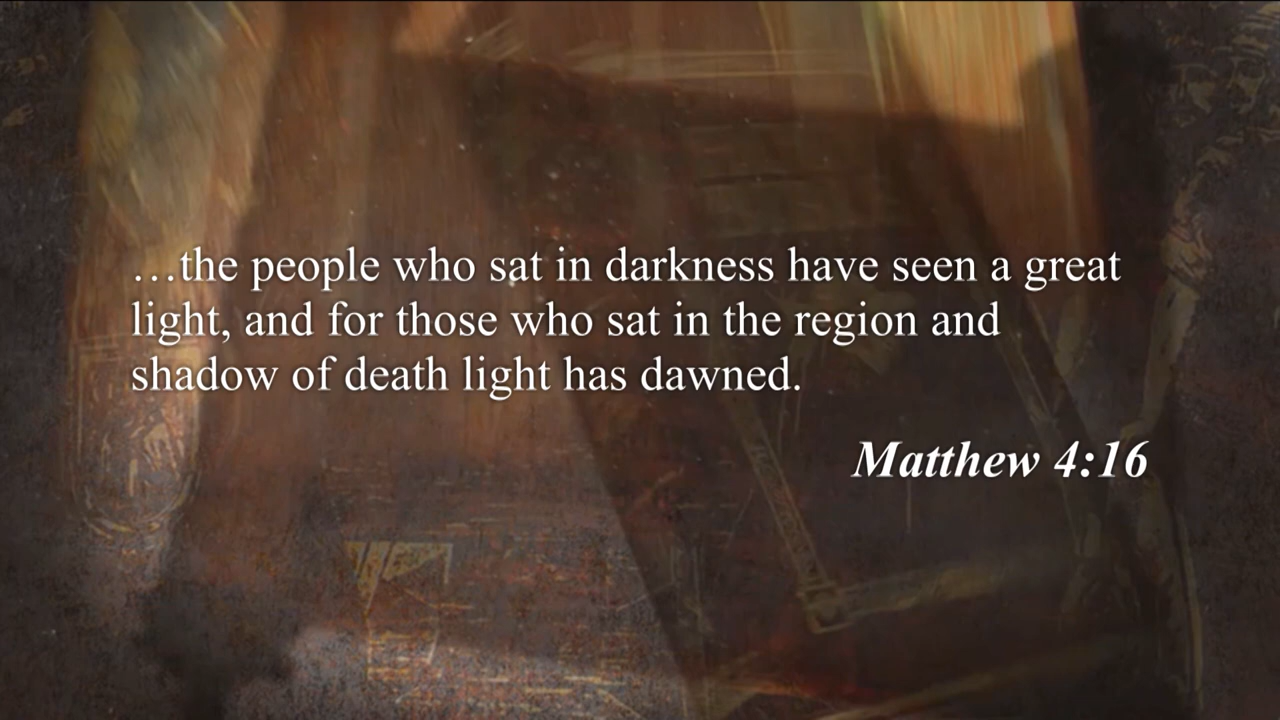 …the people who sat in darkness have seen a great
light, and for those who sat in the region and
shadow of death light has dawned.
Matthew 4:16